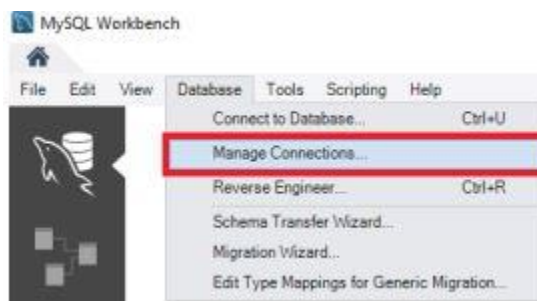 MySQL Workbench
File Edit View Database Tools Scripting Help
Connect to Database... Ctrl+U
Manage Connections...
Reverse Engineer... Ctrl+R
Schema Transfer Wizard...
Migration Wizard...
Edit Type Mappings for Generic Migration...